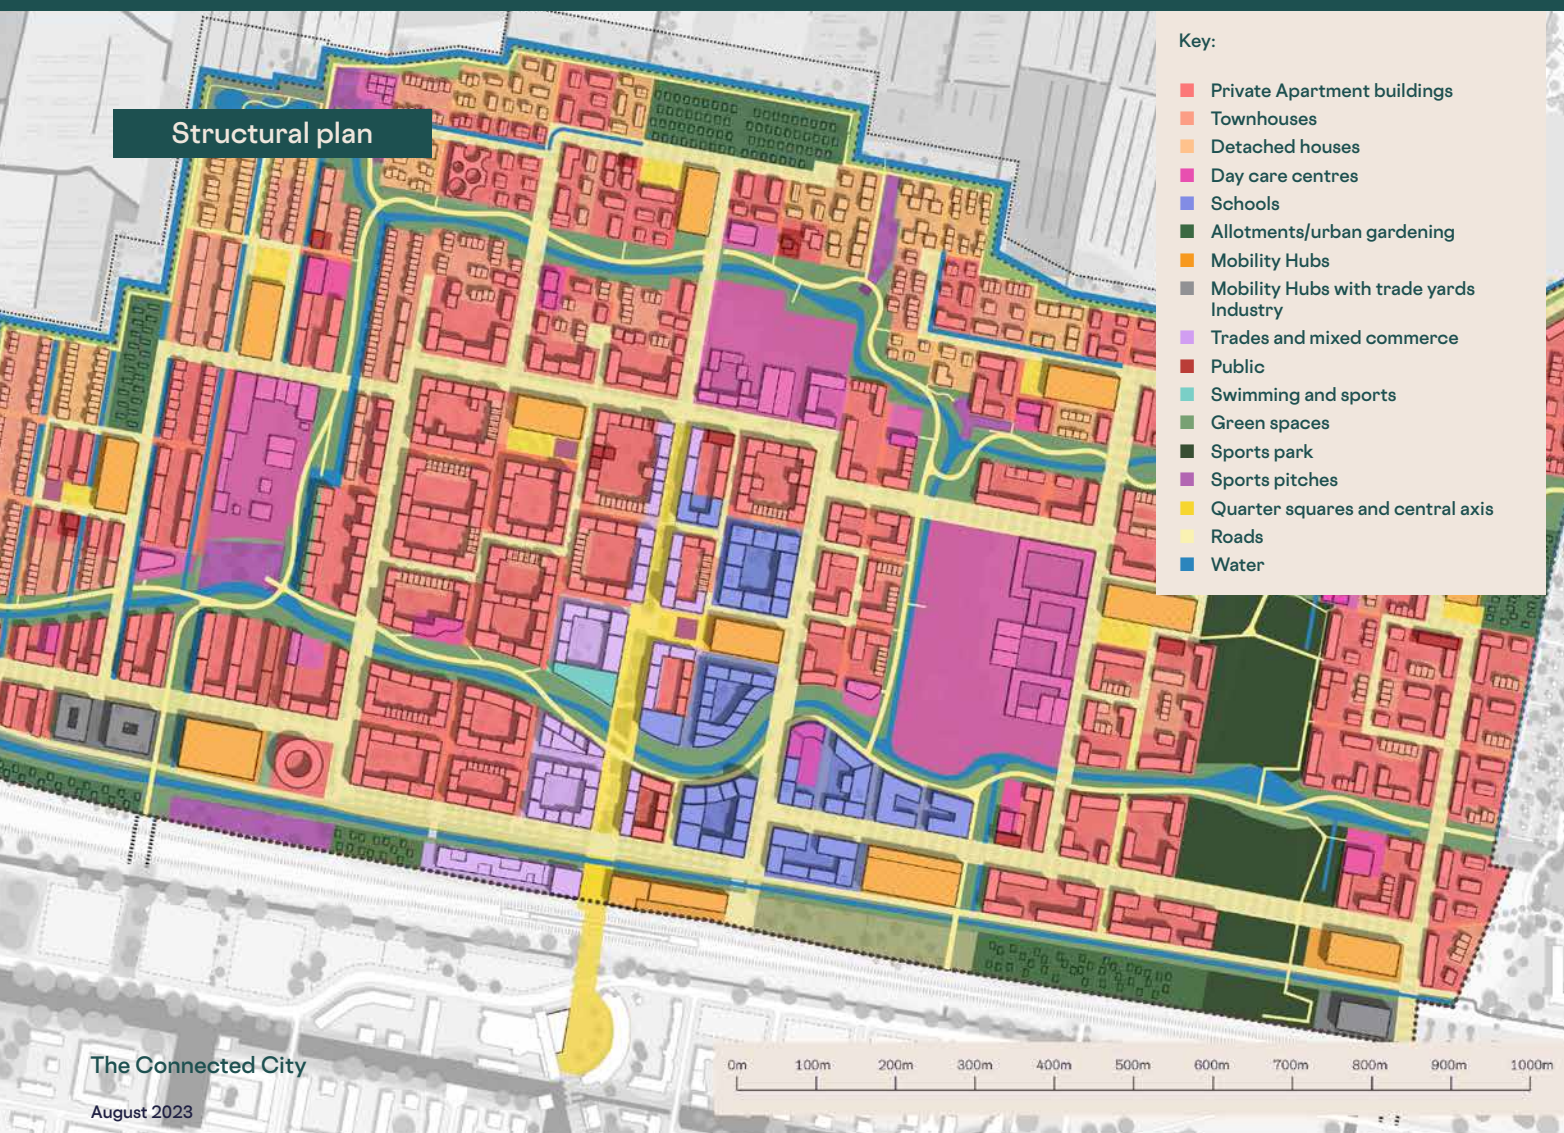 Structural plan
Key:
Private Apartment buildings
Townhouses
Detached houses
Day care centres
Schools
Allotments/urban gardening
Mobility Hubs
Mobility Hubs with trade yards
Industry
Trades and mixed commerce
Public
Swimming and sports
Green spaces
Sports park
Sports pitches
Quarter squares and central axis
Roads
Water
The Connected City
August 2023
0m 100m 200m 300m 400m 500m 600m 700m 800m 900m 1000m